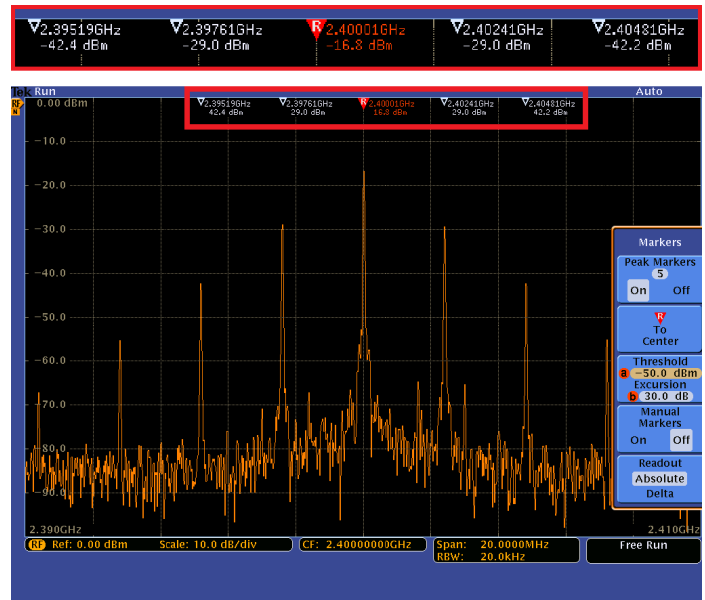 2.39519GHz 2.39761GHz R 2.40001GHz 2.40241GHz 2.40481GHz
-42.4 dBm -29.0 dBm -16.8 dBm -29.0 dBm -42.2 dBm
Tek Run Auto
RF 0.00 dBm
N
2.39519GHz 2.39761GHz R 2.40001GHz 2.40241GHz 2.40481GHz
42.4 dBm 29.0 dBm 16.8 dBm 29.0 dBm 42.2 dBm
-10.0
-20.0
-30.0
-40.0
-50.0
-60.0
-70.0
-80.0
-90.0
2.390GHz 2.410GHz
Markers
Peak Markers
5
On Off
R
To
Center
Threshold
a -50.0 dBm
Excursion
b 30.0 dB
Manual
Markers
On Off
Readout
Absolute
Delta
RF Ref: 0.00 dBm Scale: 10.0 dB/div CF: 2.40000000GHz Span: 20.0000MHz Free Run
RBW: 20.0kHz